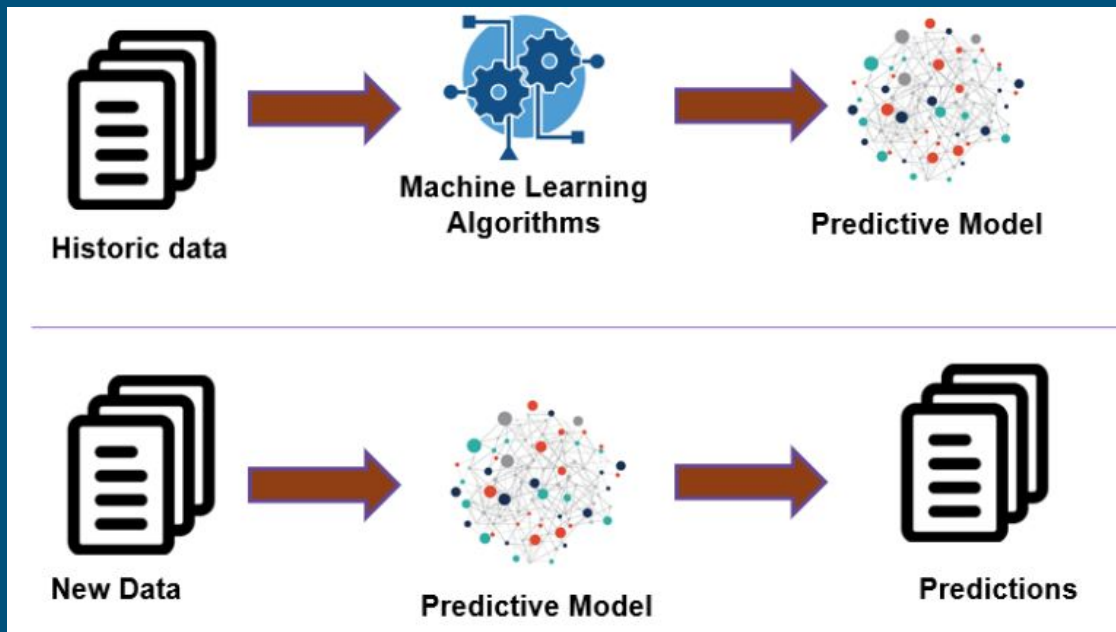 Historic data
Machine Learning
Algorithms
Predictive Model
New Data
Predictive Model
Predictions